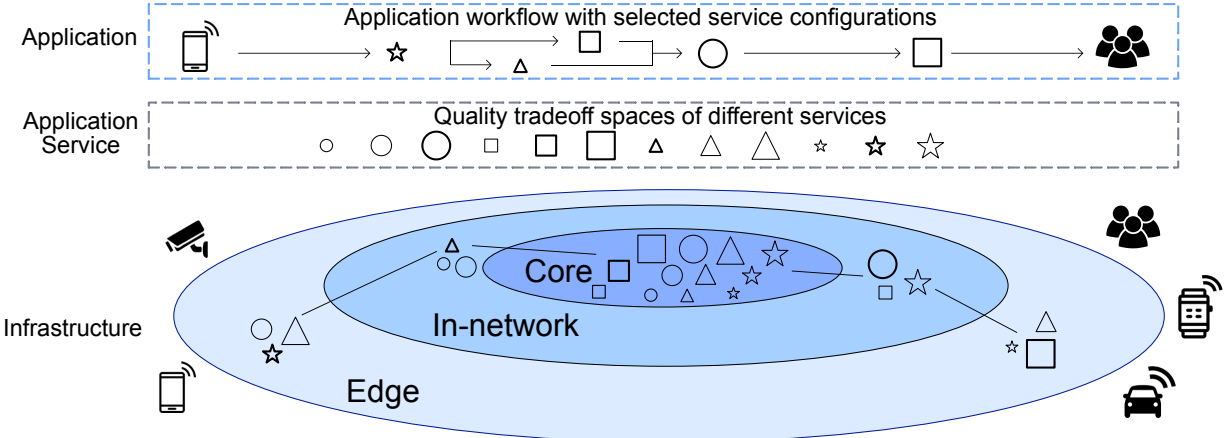 Application workflow with selected service configurations
Application
Application
Service
Quality tradeoff spaces of different services
Core
In-network
Infrastructure
Edge